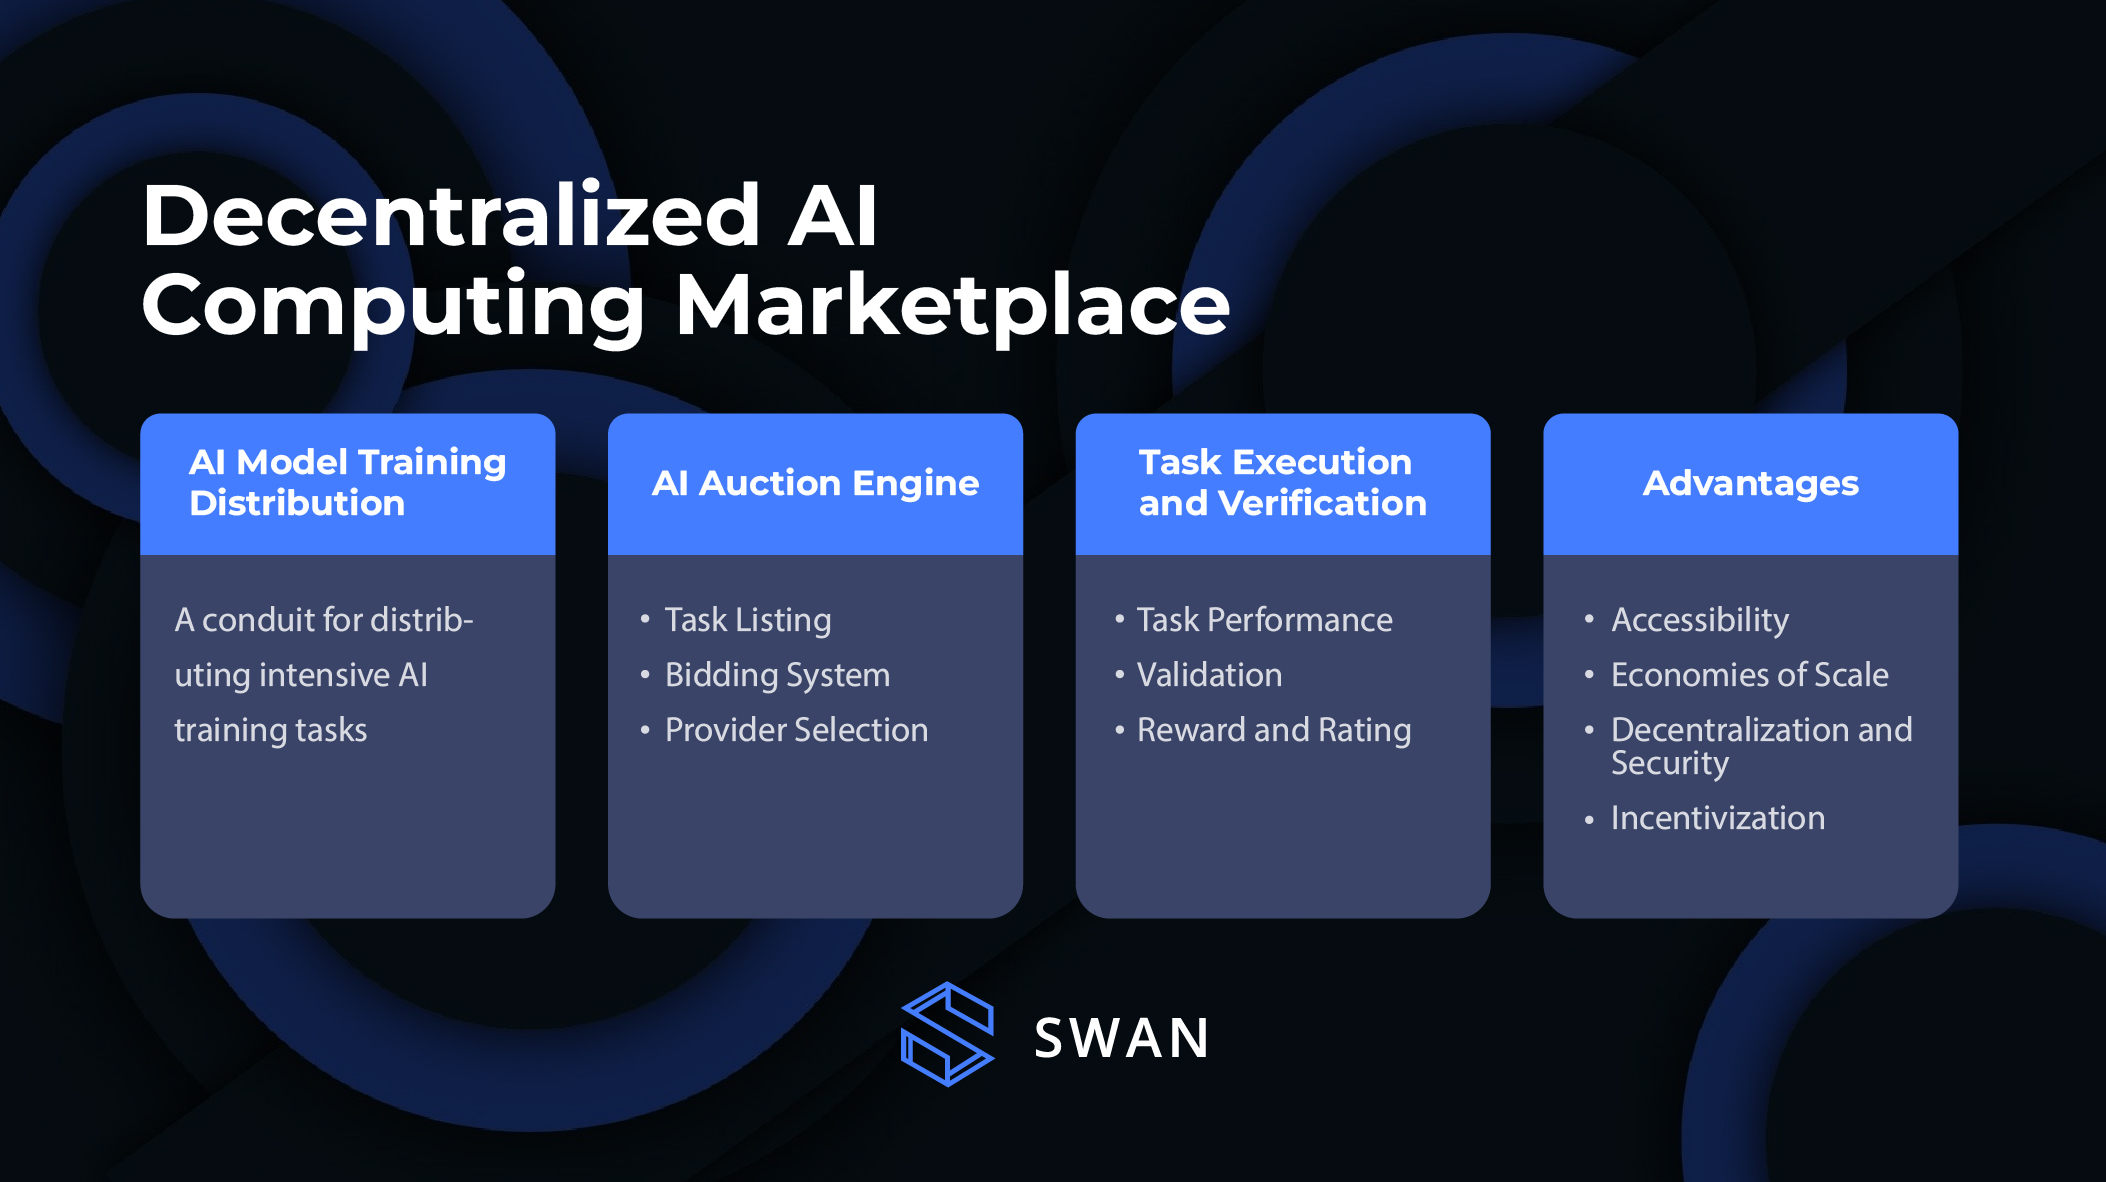 Decentralized AI
Computing Marketplace
AI Model Training
Distribution
A conduit for distrib-
uting intensive AI
training tasks
AI Auction Engine
• Task Listing
• Bidding System
• Provider Selection
Task Execution
and Verification
• Task Performance
• Validation
• Reward and Rating
Advantages
• Accessibility
• Economies of Scale
• Decentralization and
Security
• Incentivization
SWAN